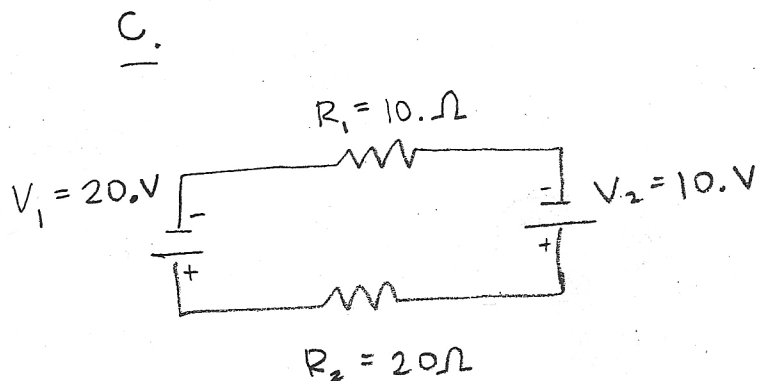 C.
R₁ = 10. Ω
V₁ = 20.V
-
+
-
+
V₂ = 10. V
R₂ = 20Ω